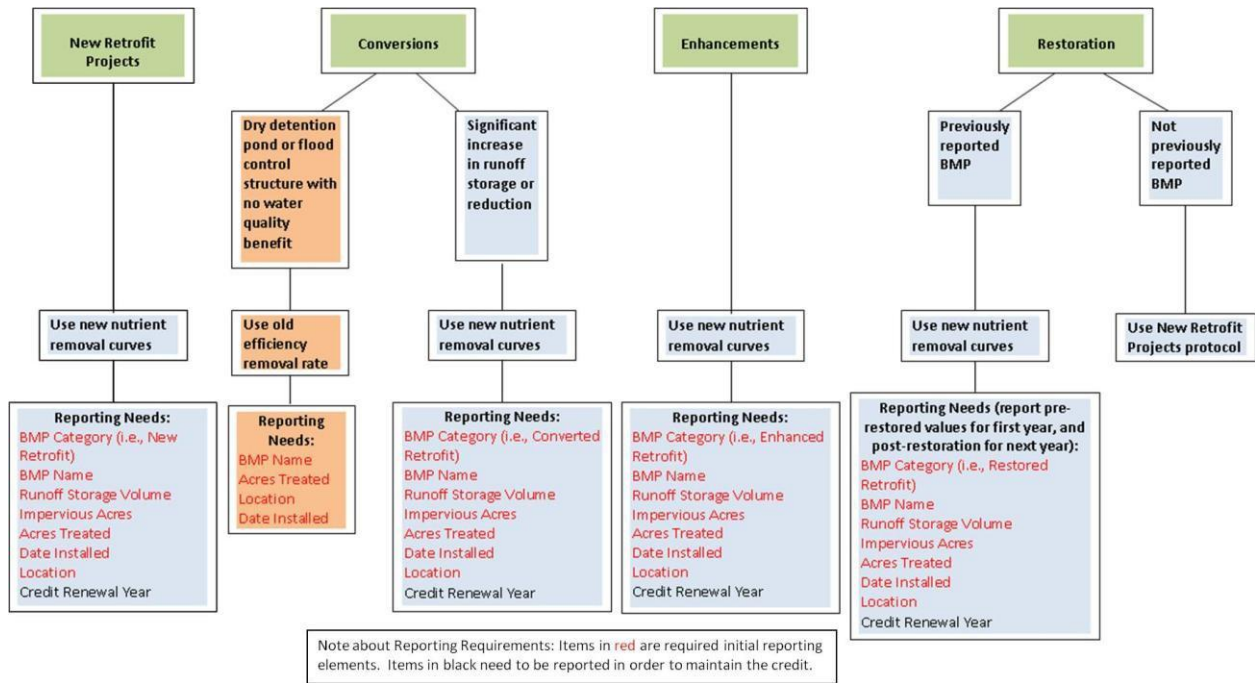 New Retrofit
Projects
Conversions
Enhancements
Restoration
Dry detention
pond or flood
control
structure with
no water
quality
benefit
Significant
increase
in runoff
storage or
reduction
Previously
reported
BMP
Not
previously
reported
BMP
Use new nutrient
removal curves
Use old
efficiency
removal rate
Use new nutrient
removal curves
Use new nutrient
removal curves
Use new nutrient
removal curves
Use New Retrofit
Projects protocol
Reporting Needs:
BMP Category (i.e., New
Retrofit)
BMP Name
Runoff Storage Volume
Impervious Acres
Acres Treated
Date Installed
Location
Credit Renewal Year
Reporting
Needs:
BMP Name
Acres Treated
Location
Date Installed
Reporting Needs:
BMP Category (i.e., Converted
Retrofit)
BMP Name
Runoff Storage Volume
Impervious Acres
Acres Treated
Date Installed
Location
Credit Renewal Year
Reporting Needs:
BMP Category (i.e., Enhanced
Retrofit)
BMP Name
Runoff Storage Volume
Impervious Acres
Acres Treated
Date Installed
Location
Credit Renewal Year
Reporting Needs (report pre-
restored values for first year, and
post-restoration for next year):
BMP Category (i.e., Restored
Retrofit)
BMP Name
Runoff Storage Volume
Impervious Acres
Acres Treated
Date Installed
Location
Credit Renewal Year
Note about Reporting Requirements: Items in red are required initial reporting
elements. Items in black need to be reported in order to maintain the credit.